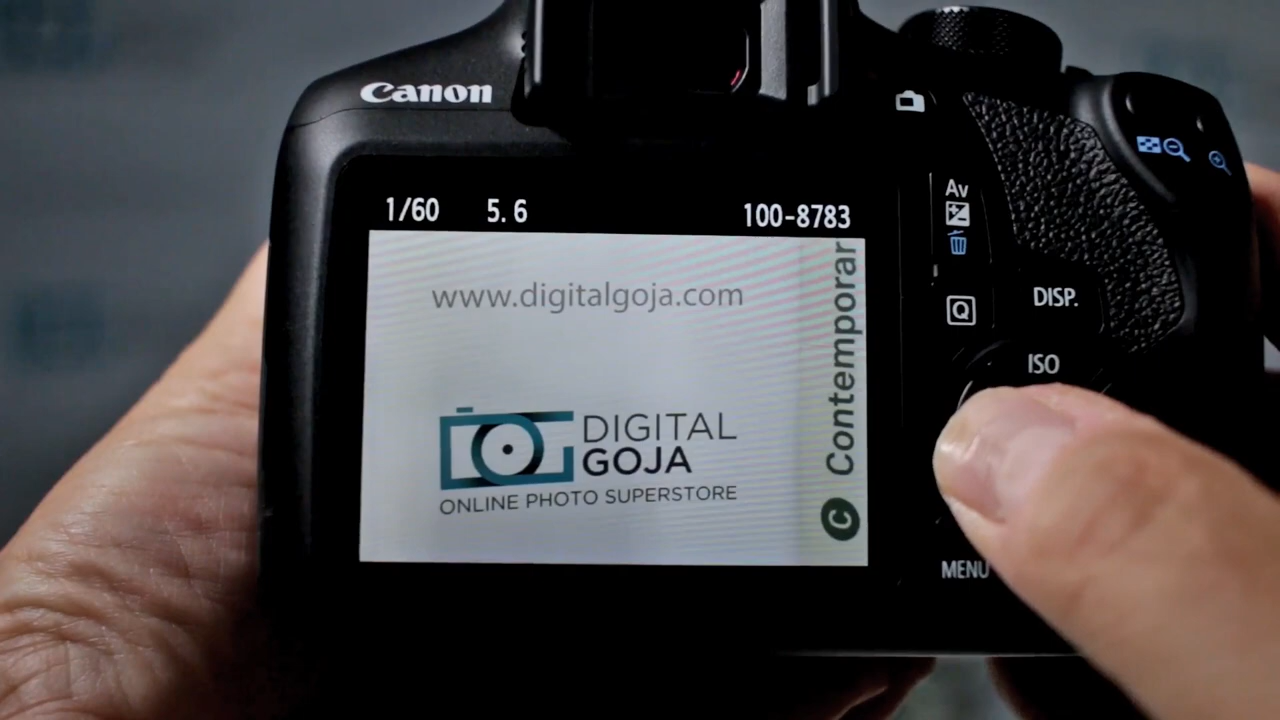 Canon
1/60 5.6 100-8783
www.digitalgoja.com
DIGITAL
GOJA
ONLINE PHOTO SUPERSTORE
C Contemporar
Av
Q
DISP.
ISO
MENU